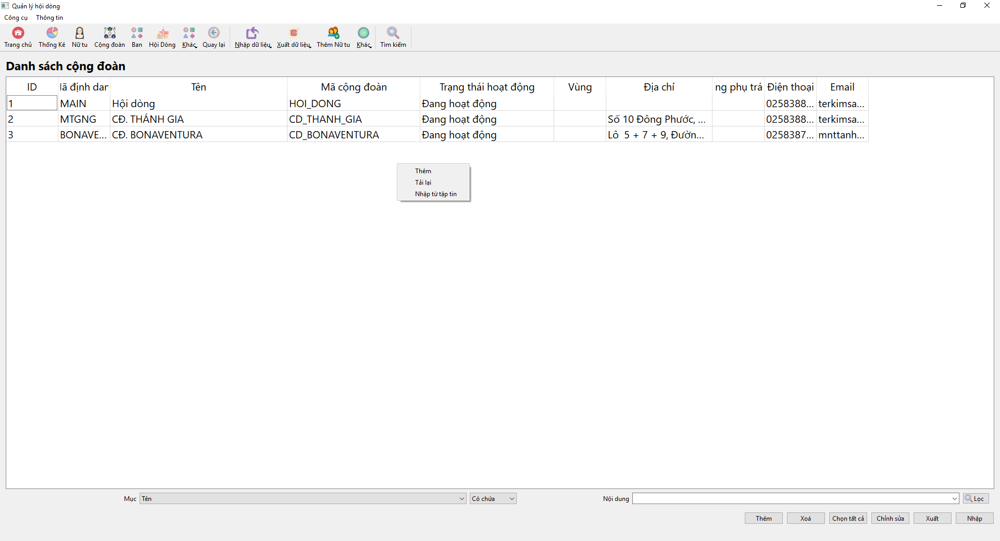 Quản lý hội dòng
Công cụ Thông tin
Trang chủ Thống Kê Nữ tu Cộng đoàn Ban Hội Dòng Khác Quay lại Nhập dữ liệu Xuất dữ liệu Thêm Nữ tu Khác Tìm kiếm
Danh sách cộng đoàn
ID ã định dan Tên Mã cộng đoàn Trạng thái hoạt động Vùng Địa chỉ ng phụ trá Điện thoại Email
1 MAIN Hội dòng HOI_DONG Đang hoạt động 0258388... terkimsa...
2 MTGNG CĐ. THÁNH GIA CD_THANH_GIA Đang hoạt động Số 10 Đông Phước, ... 0258388... terkimsa...
3 BONAVE... CĐ. BONAVENTURA CD_BONAVENTURA Đang hoạt động Lô 5 + 7 + 9, Đườn... 0258387... mnttanh...
Thêm
Tải lại
Nhập từ tập tin
Mục Tên Có chứa Nội dung Lọc
Thêm Xoá Chọn tất cả Chỉnh sửa Xuất Nhập